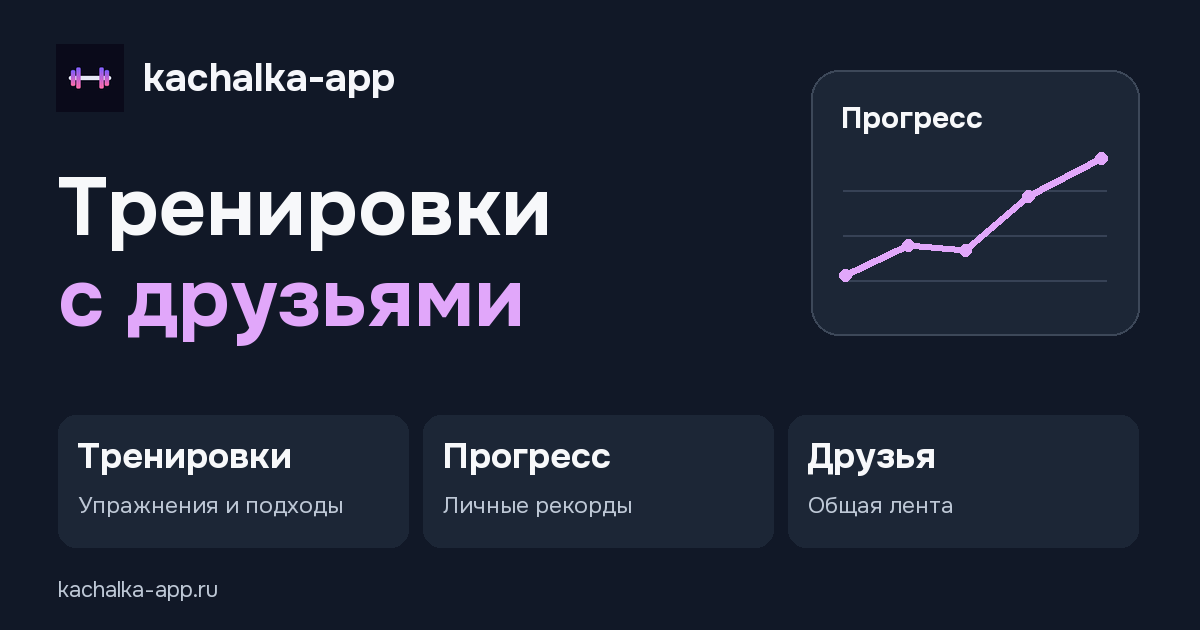 kachalka-app
Тренировки
с друзьями
Прогресс
Тренировки
Упражнения и подходы
Прогресс
Личные рекорды
Друзья
Общая лента
kachalka-app.ru